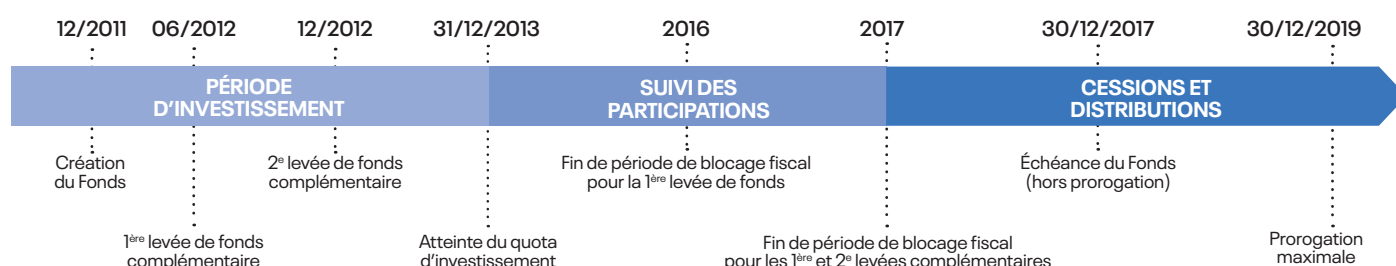 12/2011 06/2012 12/2012 31/12/2013 2016 2017 30/12/2017 30/12/2019
PÉRIODE
D'INVESTISSEMENT
SUIVI DES
PARTICIPATIONS
CESSIONS ET
DISTRIBUTIONS
Création
du Fonds
2e levée de fonds
complémentaire
Fin de période de blocage fiscal
pour la 1ère levée de fonds
Échéance du Fonds
(hors prorogation)
1ère levée de fonds
complémentaire
Atteinte du quota
d'investissement
Fin de période de blocage fiscal
pour les 1ère et 2e levées complémentaires
Prorogation
maximale